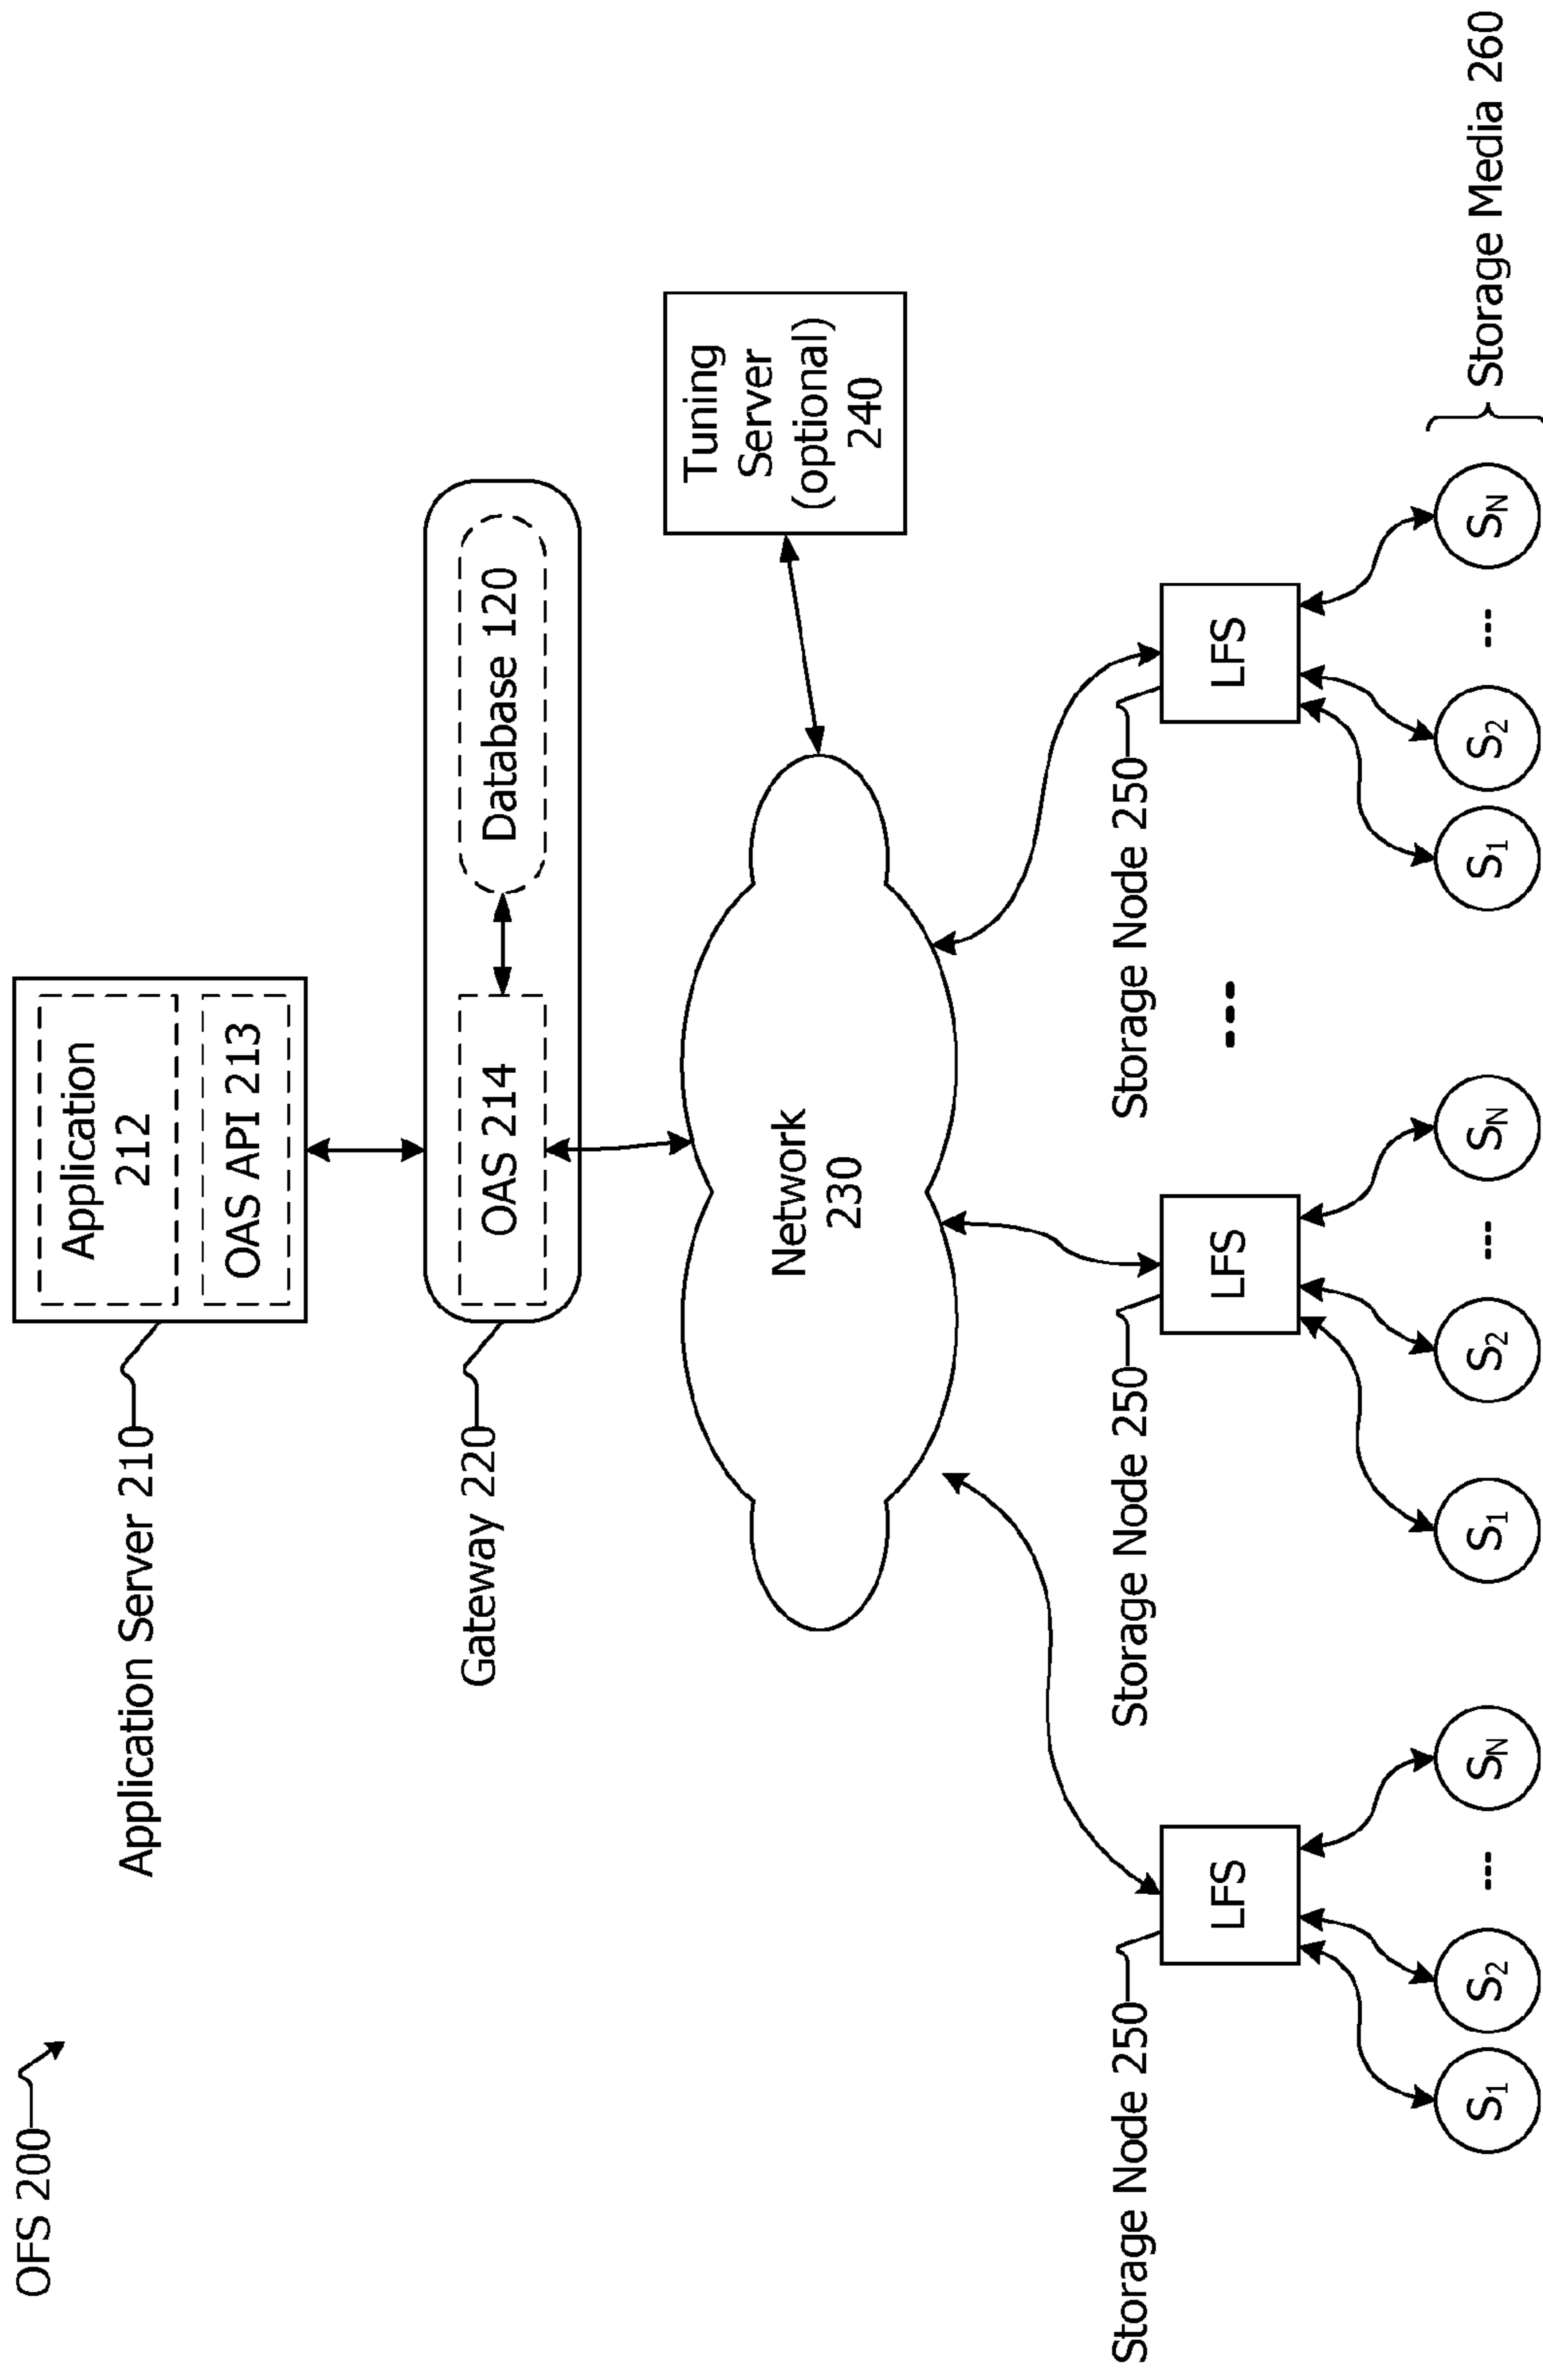 OFS 200
Application Server 210
Application
212
OAS API 213
Gateway 220
OAS 214
Database 120
Network
230
Tuning
Server
(optional)
240
Storage Node 250
LFS
Storage Node 250
LFS
---
Storage Node 250
LFS
S1
S2
---
SN
S1
S2
---
SN
S1
S2
---
SN
Storage Media 260